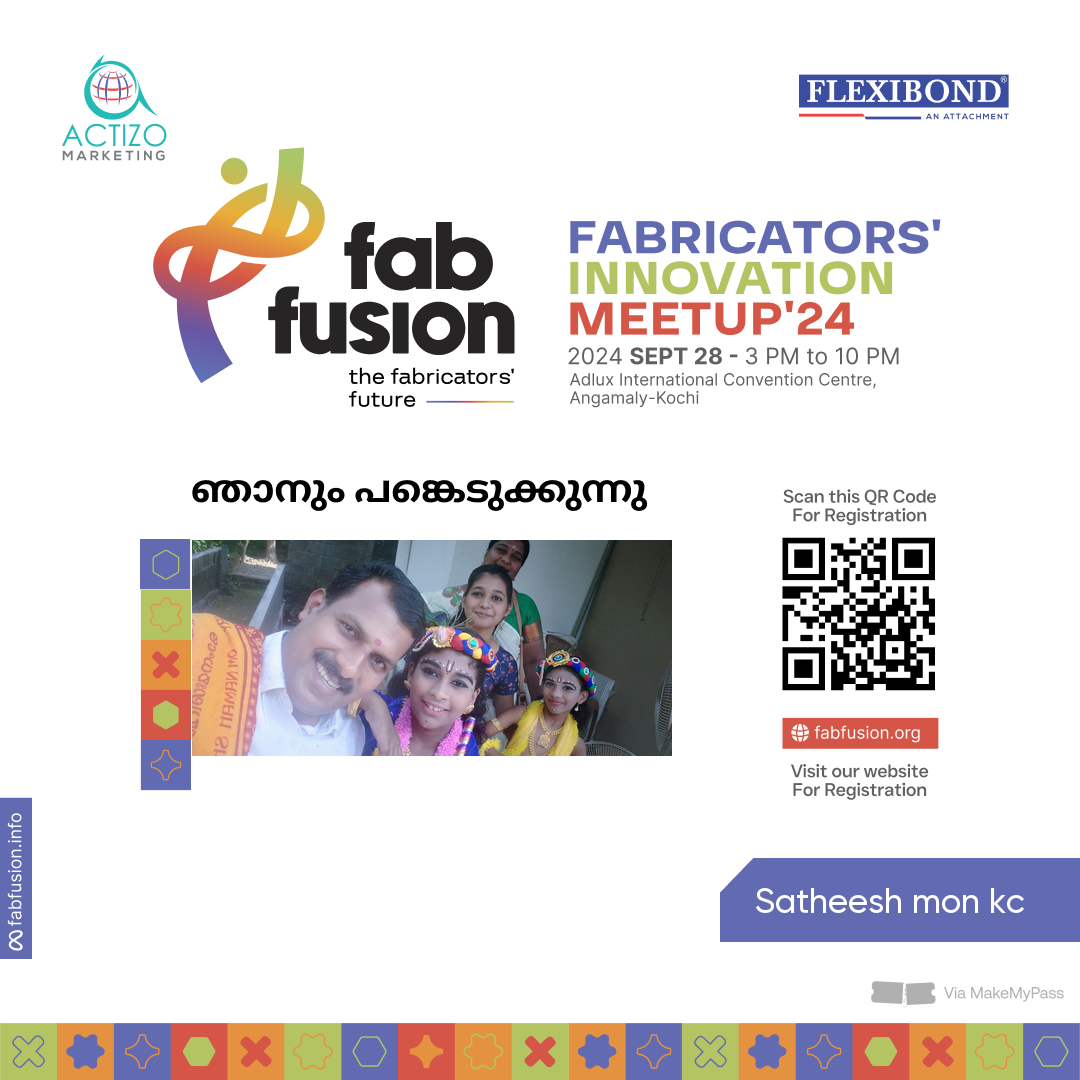 ACTIZO
MARKETING
FLEXIBOND®
AN ATTACHMENT
fab
fusion
the fabricators'
future
FABRICATORS'
INNOVATION
MEETUP'24
2024 SEPT 28 - 3 PM to 10 PM
Adlux International Convention Centre,
Angamaly-Kochi
ഞാനും പങ്കെടുക്കുന്നു
Scan this QR Code
For Registration
fabfusion.org
Visit our website
For Registration
fabfusion.info
Satheesh mon kc
Via MakeMyPass